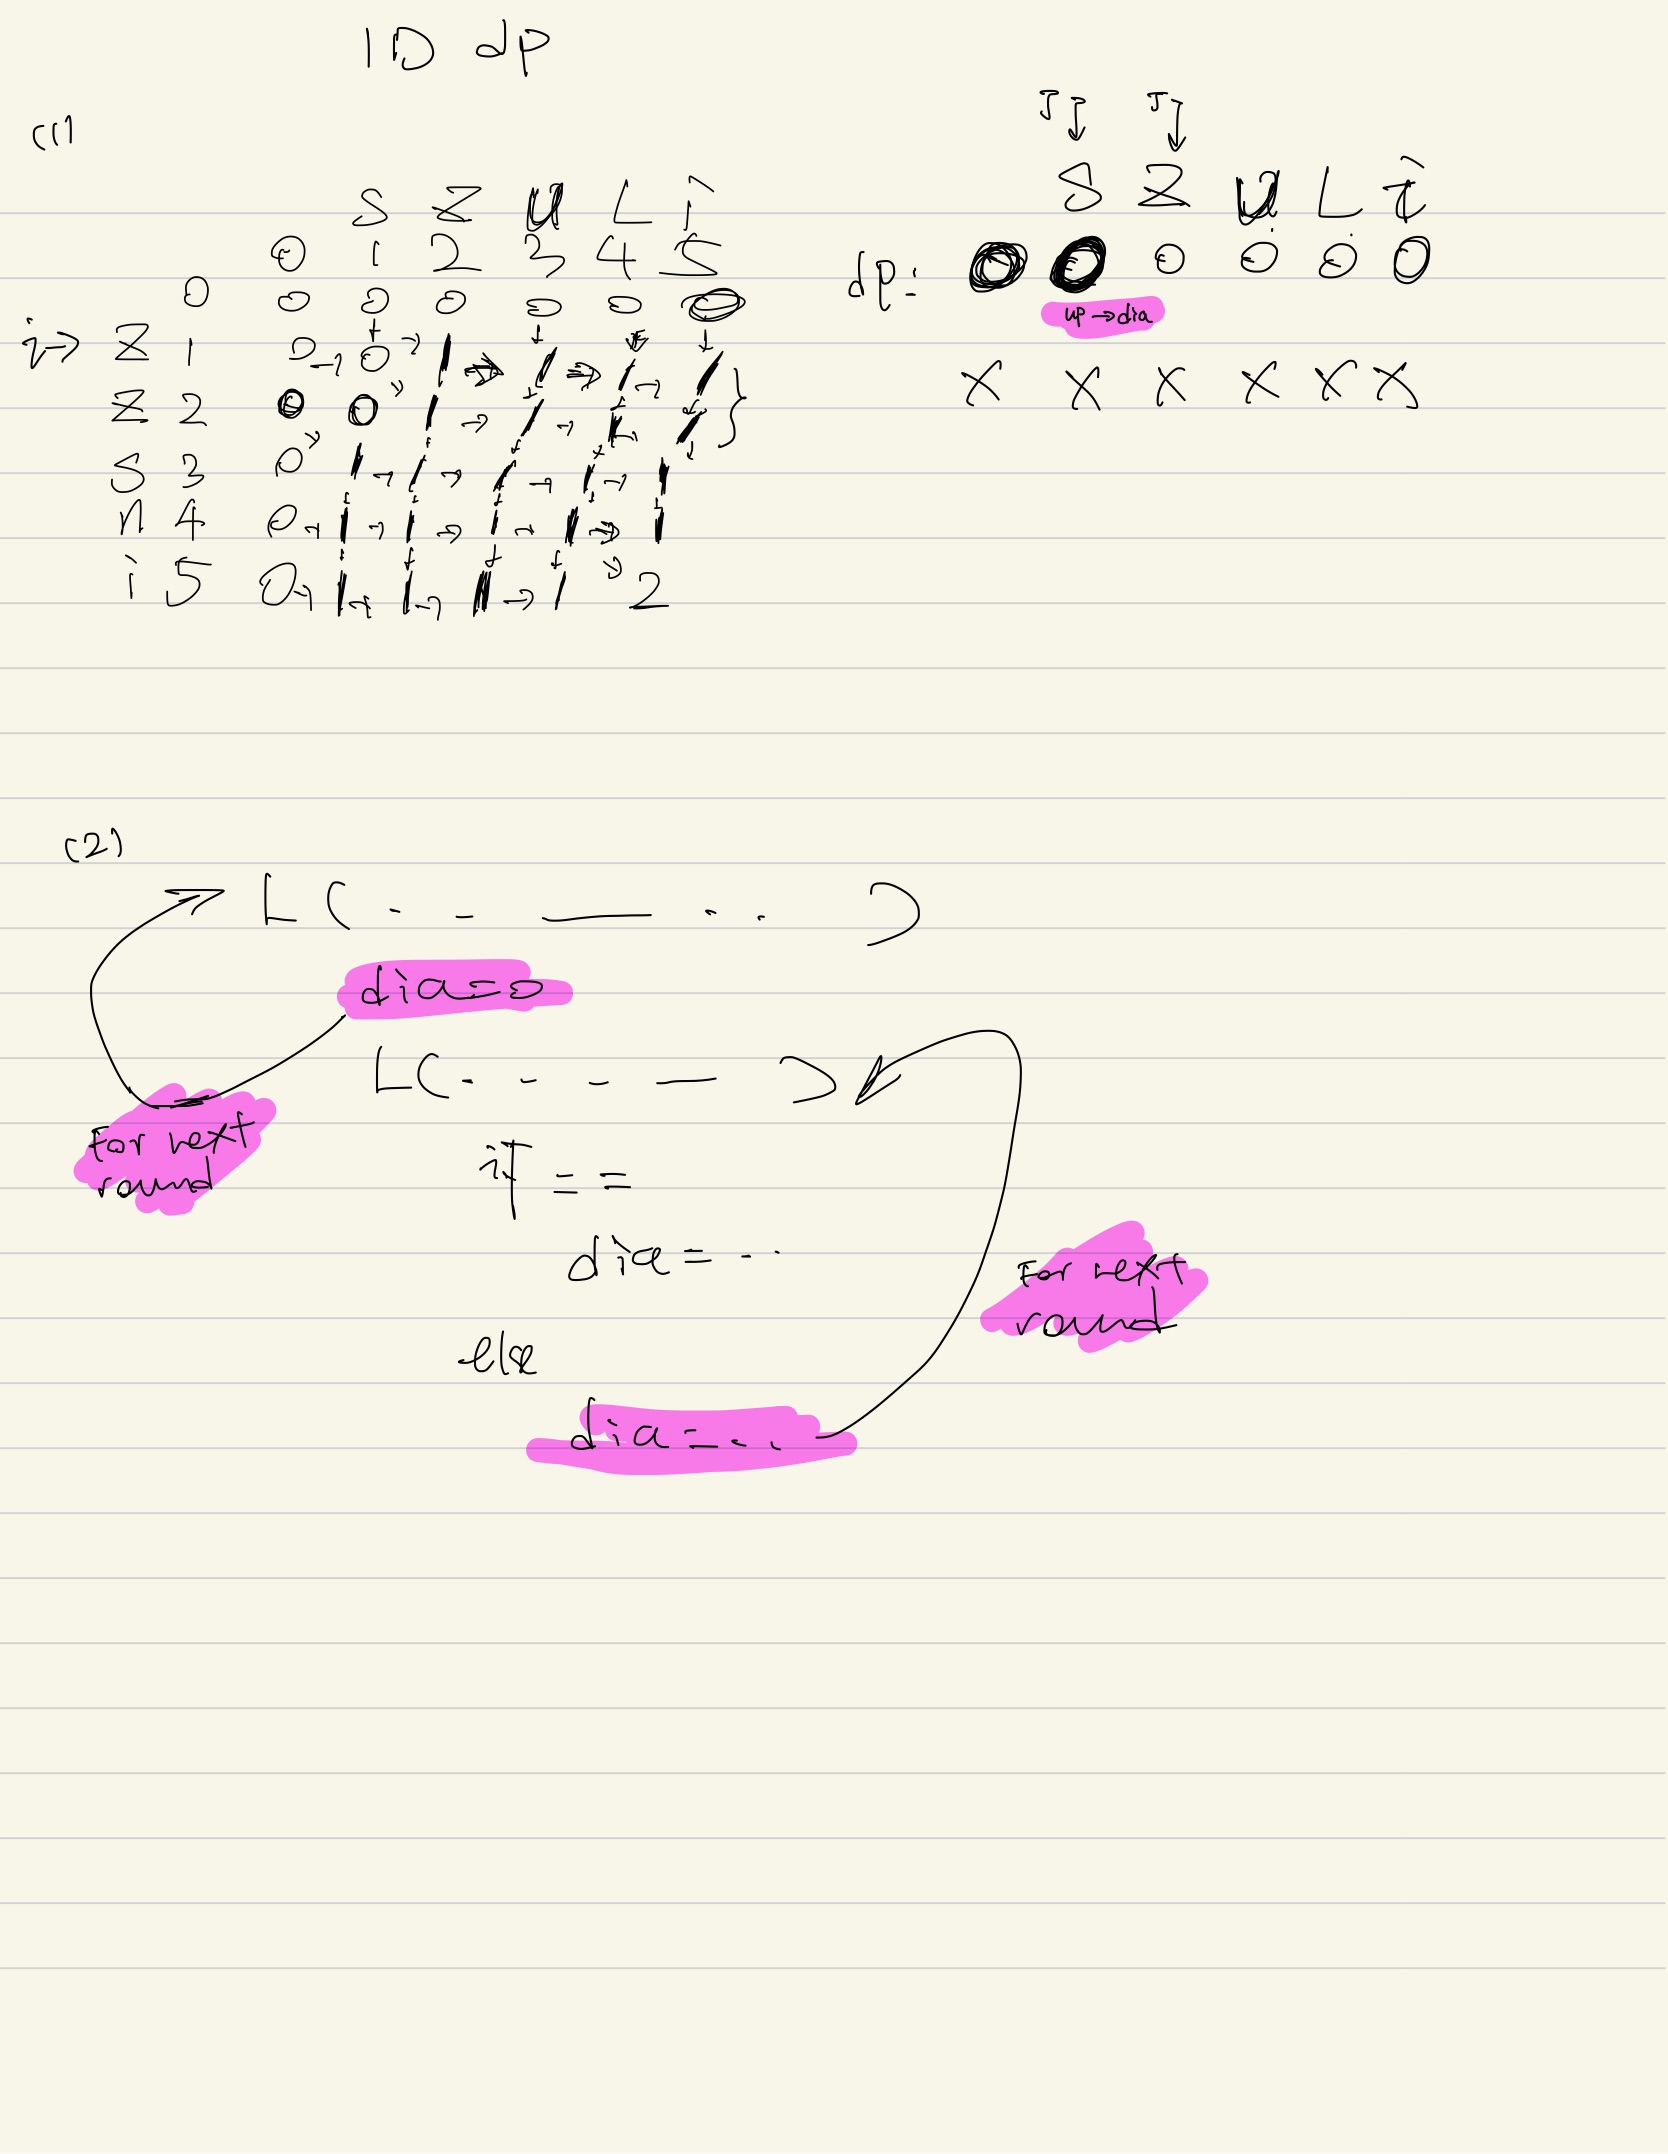 1D dp
(1)
S Z U L i
0 1 2 3 4 5
0 0 0 0 0 0 0
i → Z 1 0 → 0 1 1 1 1
Z 2 0 0 1 → 1 → 1 1
S 3 0 1 → 1 → 1 → 1 → 1
n 4 0 → 1 → 1 → 1 → 1 → 1
i 5 0 → 1 → 1 → 1 → 1 2
J ↓ J ↓
S Z U L i
dp: 0 0 0 0 0 0
up → dia
X X X X X X
(2)
L ( - - — . . )
dia = 0
L ( - - - — )
For next
round
if = =
dia = - -
For next
round
else
dia = - -